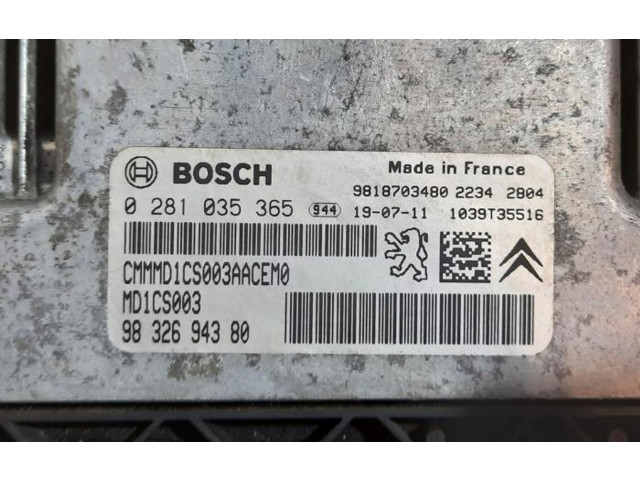 BOSCH
Made in France
9818703480 2234 2804
0 281 035 365 944 19-07-11 1039T35516
CMMMD1CS003AACEM0
MD1CS003
98 326 943 80